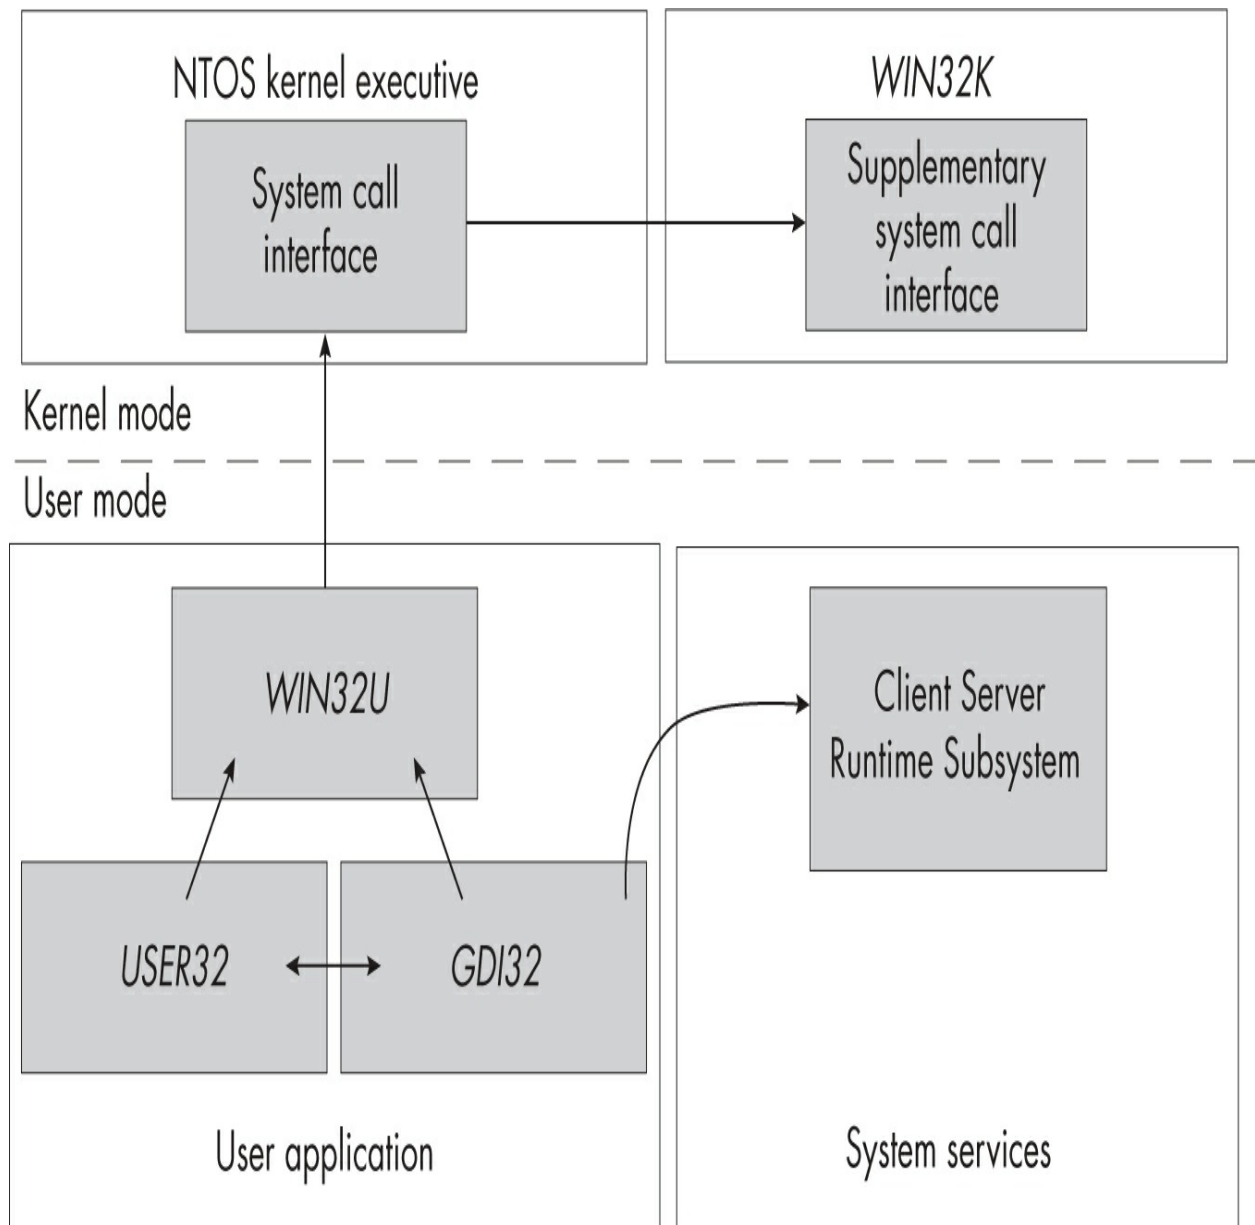 NTOS kernel executive
System call
interface
WIN32K
Supplementary
system call
interface
Kernel mode
User mode
WIN32U
USER32
GDI32
User application
Client Server
Runtime Subsystem
System services